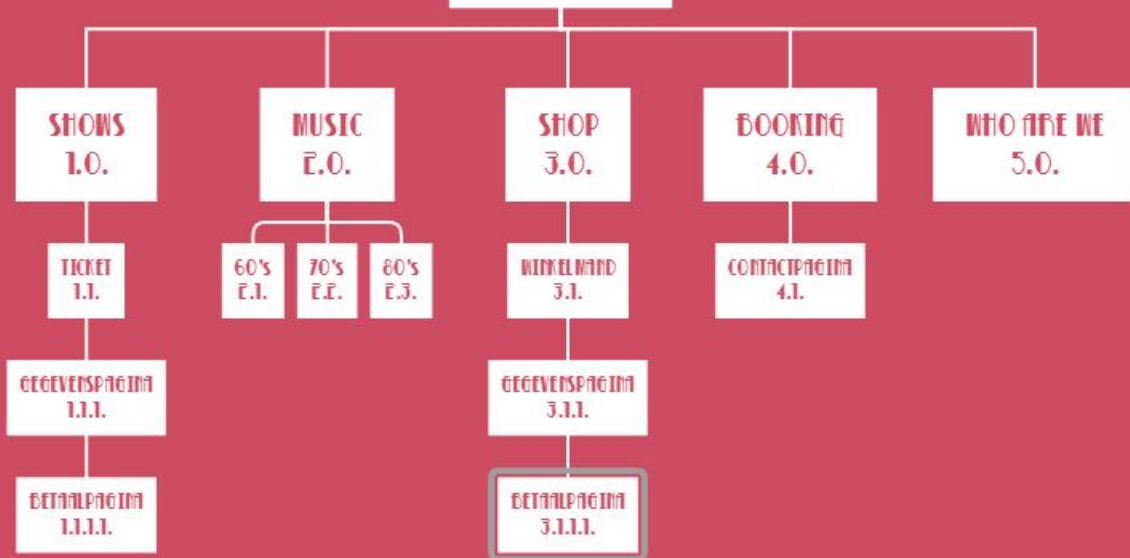 SHOWS
1.0.
MUSIC
2.0.
SHOP
3.0.
BOOKING
4.0.
WHO ARE WE
5.0.
TICKET
1.1.
60's
2.1.
70's
2.2.
80's
2.3.
WINKELMAND
3.1.
CONTACTPAGINA
4.1.
GEGEVENSPAGINA
1.1.1.
GEGEVENSPAGINA
3.1.1.
BETAALPAGINA
1.1.1.1.
BETAALPAGINA
3.1.1.1.